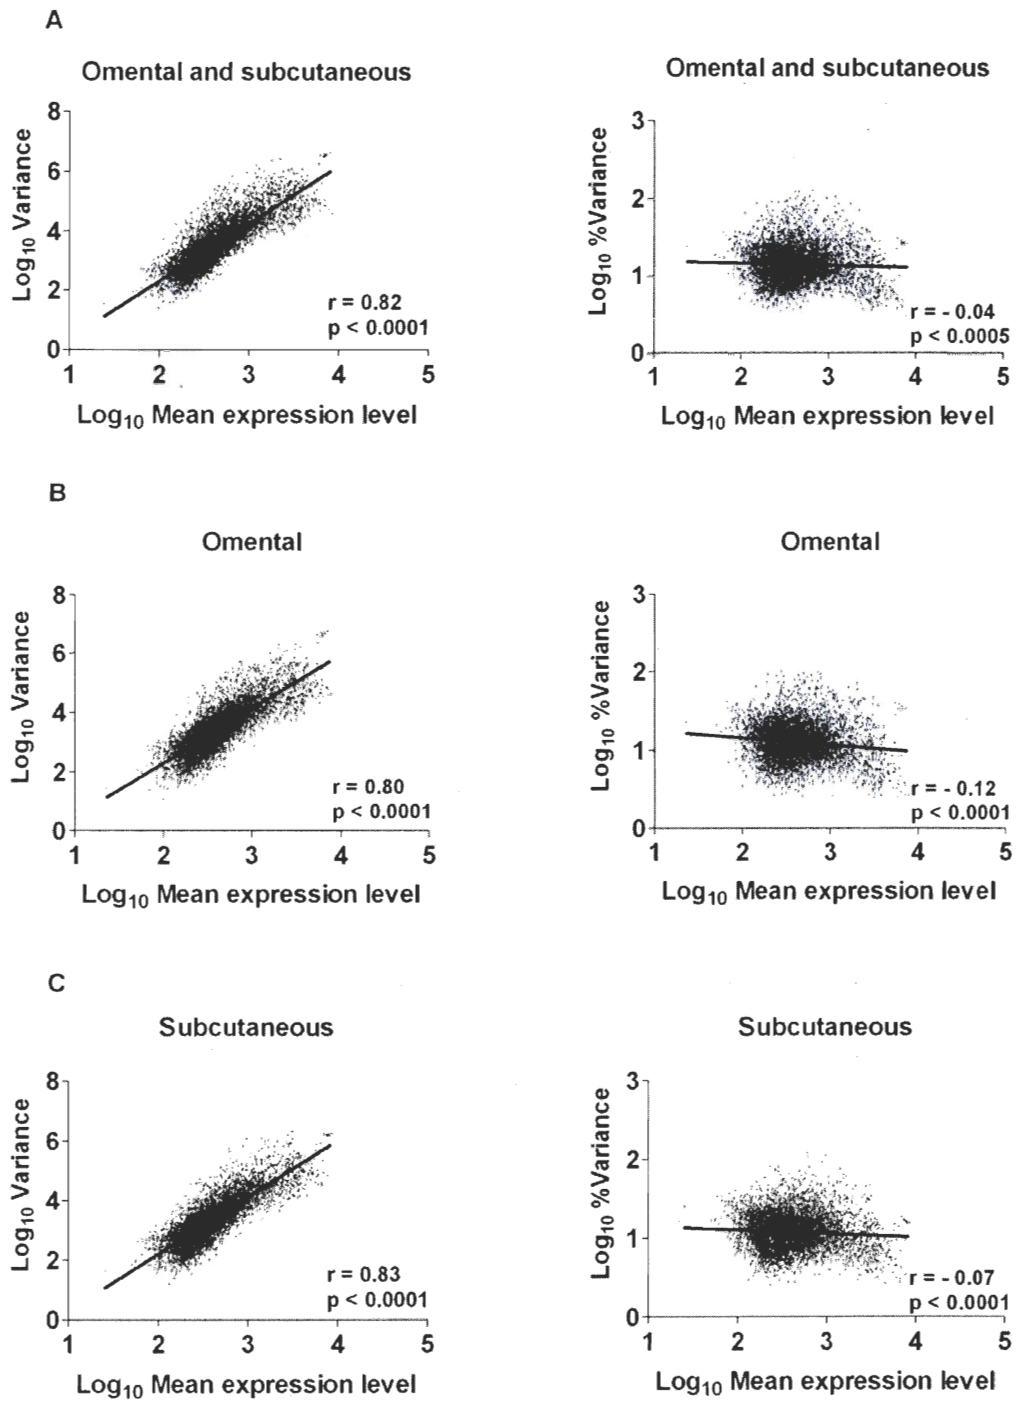 A
Omental and subcutaneous
Log10 Variance
8
6
4
2
0
r = 0.82
p < 0.0001
1 2 3 4 5
Log10 Mean expression level
Omental and subcutaneous
Log10 %Variance
3
2
1
0
r = - 0.04
p < 0.0005
1 2 3 4 5
Log10 Mean expression level
B
Omental
Log10 Variance
8
6
4
2
0
r = 0.80
p < 0.0001
1 2 3 4 5
Log10 Mean expression level
Omental
Log10 %Variance
3
2
1
0
r = - 0.12
p < 0.0001
1 2 3 4 5
Log10 Mean expression level
C
Subcutaneous
Log10 Variance
8
6
4
2
0
r = 0.83
p < 0.0001
1 2 3 4 5
Log10 Mean expression level
Subcutaneous
Log10 %Variance
3
2
1
0
r = - 0.07
p < 0.0001
1 2 3 4 5
Log10 Mean expression level